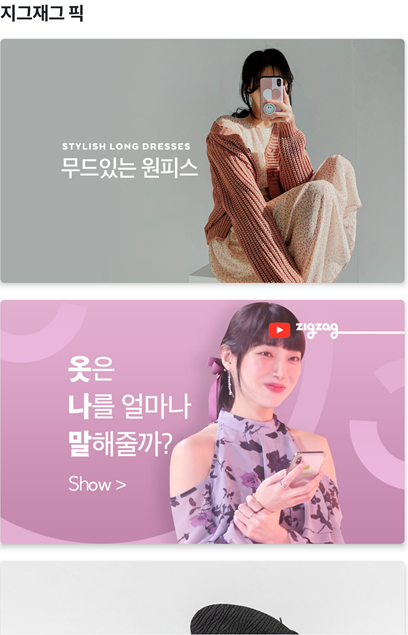 지그재그 픽
STYLISH LONG DRESSES
무드있는 원피스
zigzag
옷은
나를 얼마나
말해줄까?
Show >